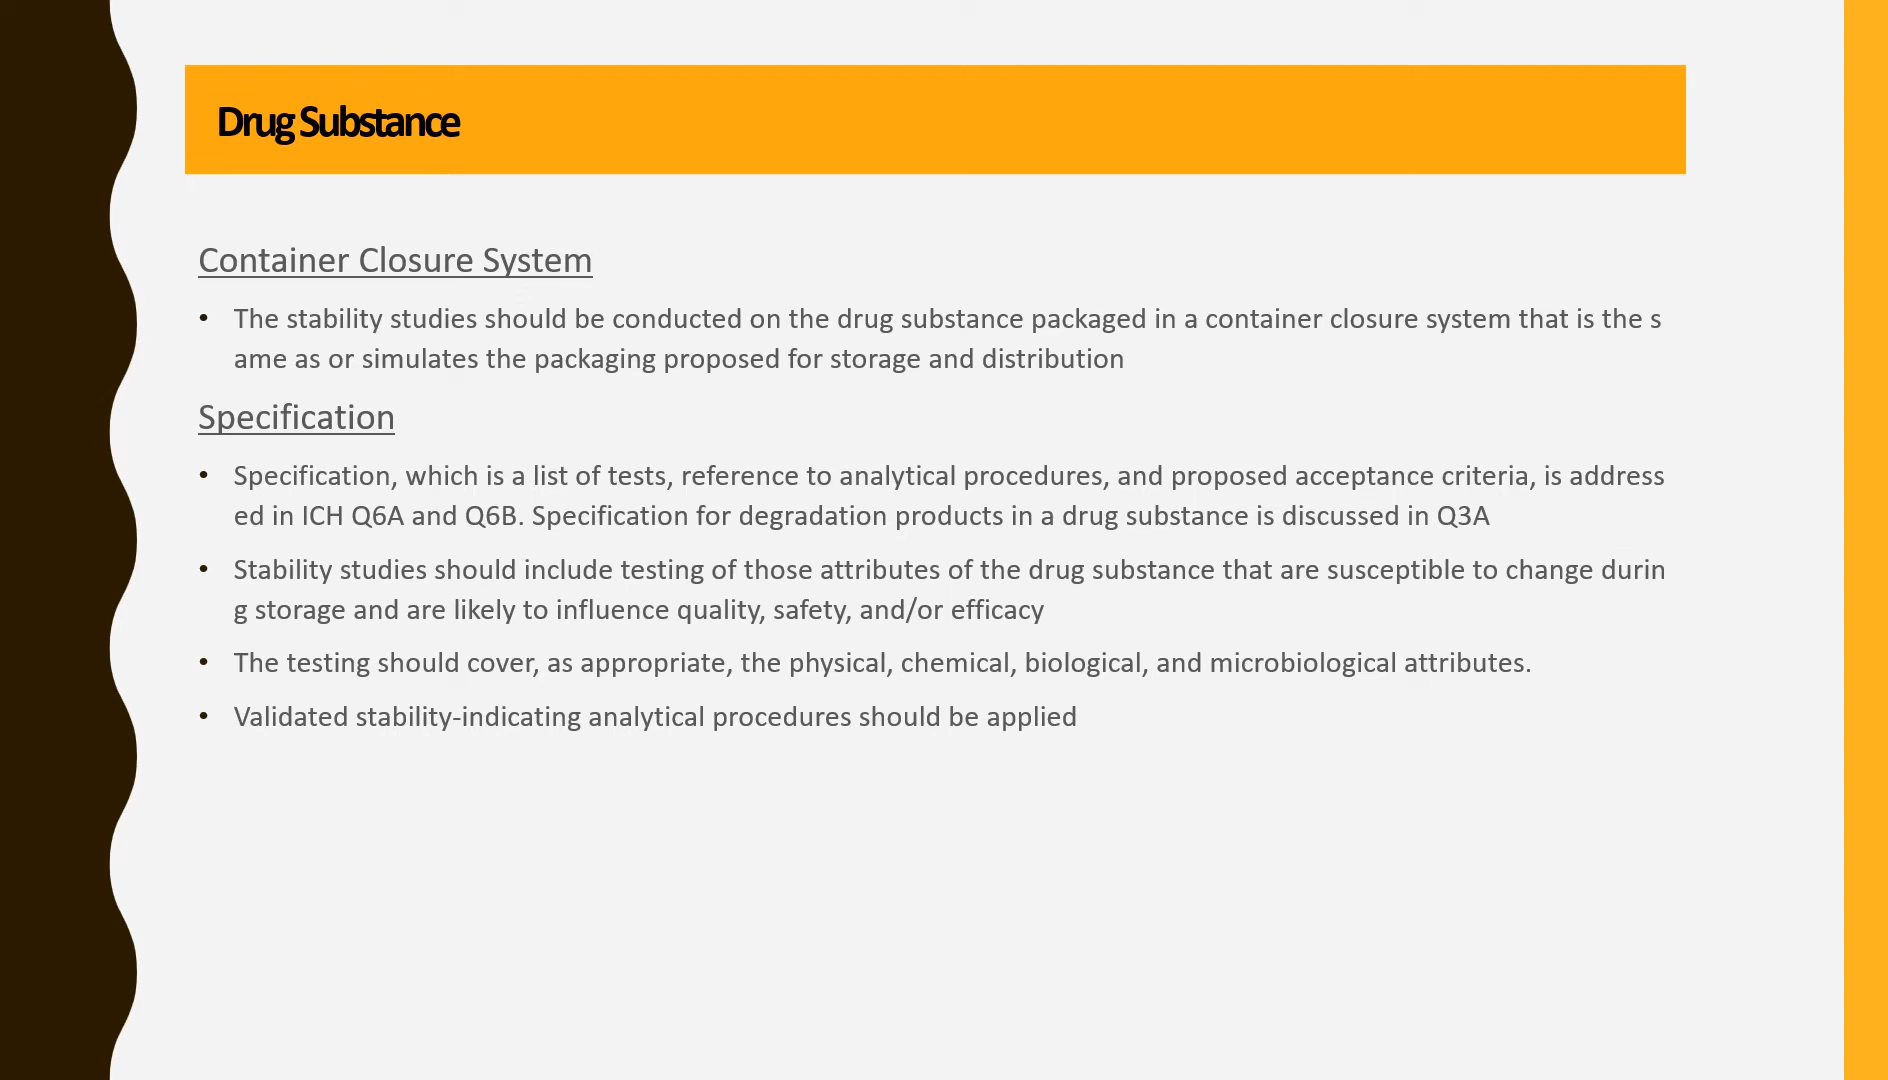 Drug Substance
Container Closure System
• The stability studies should be conducted on the drug substance packaged in a container closure system that is the s
ame as or simulates the packaging proposed for storage and distribution
Specification
• Specification, which is a list of tests, reference to analytical procedures, and proposed acceptance criteria, is address
ed in ICH Q6A and Q6B. Specification for degradation products in a drug substance is discussed in Q3A
• Stability studies should include testing of those attributes of the drug substance that are susceptible to change durin
g storage and are likely to influence quality, safety, and/or efficacy
• The testing should cover, as appropriate, the physical, chemical, biological, and microbiological attributes.
• Validated stability-indicating analytical procedures should be applied